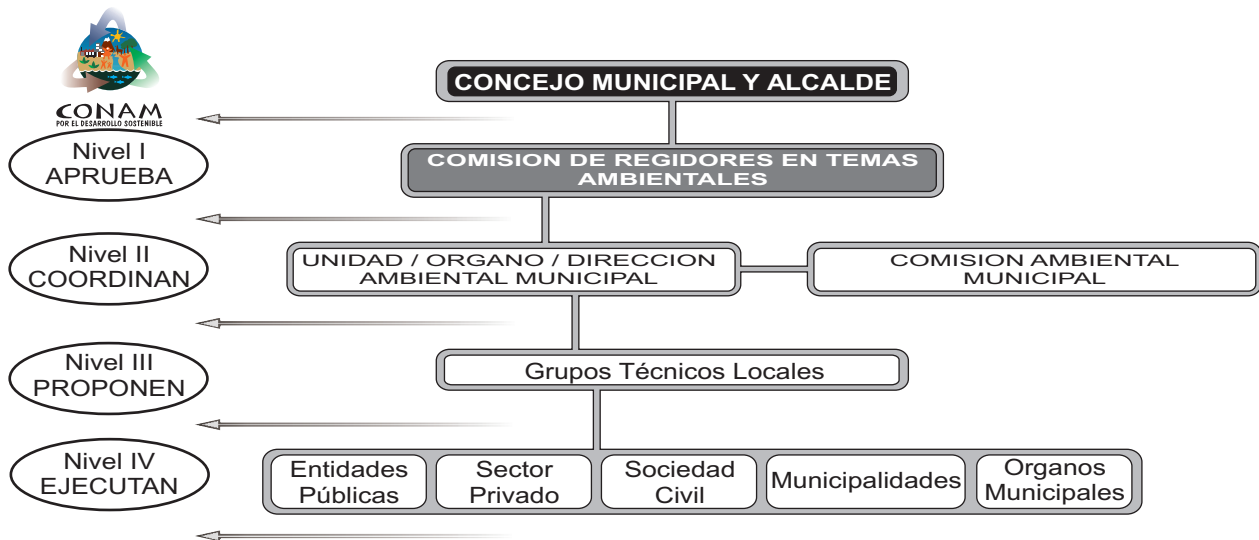 CONAM
POR EL DESARROLLO SOSTENIBLE
CONCEJO MUNICIPAL Y ALCALDE
Nivel I
APRUEBA
COMISION DE REGIDORES EN TEMAS
AMBIENTALES
Nivel II
COORDINAN
UNIDAD / ORGANO / DIRECCION
AMBIENTAL MUNICIPAL
COMISION AMBIENTAL
MUNICIPAL
Nivel III
PROPONEN
Grupos Técnicos Locales
Nivel IV
EJECUTAN
Entidades
Públicas
Sector
Privado
Sociedad
Civil
Municipalidades
Organos
Municipales